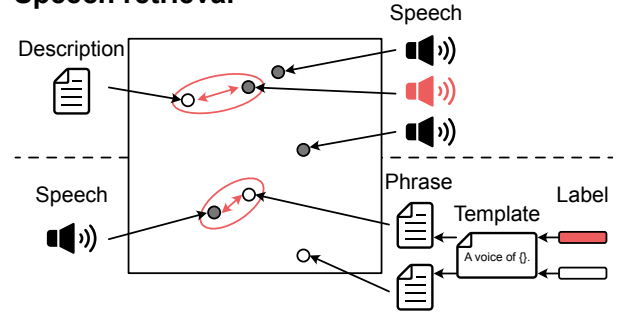 Speech retrieval
Speech
Description
Speech
Phrase
Label
Template
A voice of {}.